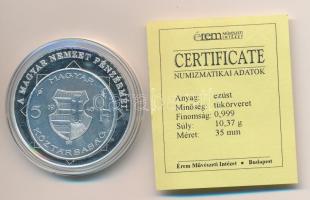 A MAGYAR NEMZET PÉNZÉRMÉI
MAGYAR
5
KÖZTÁRSASÁG
érem MŰVÉSZETI INTÉZET
CERTIFICATE
NUMIZMATIKAI ADATOK
Anyag: ezüst
Minőség: tükörveret
Finomság: 0,999
Súly: 10,37 g
Méret: 35 mm
Érem Művészeti Intézet • Budapest